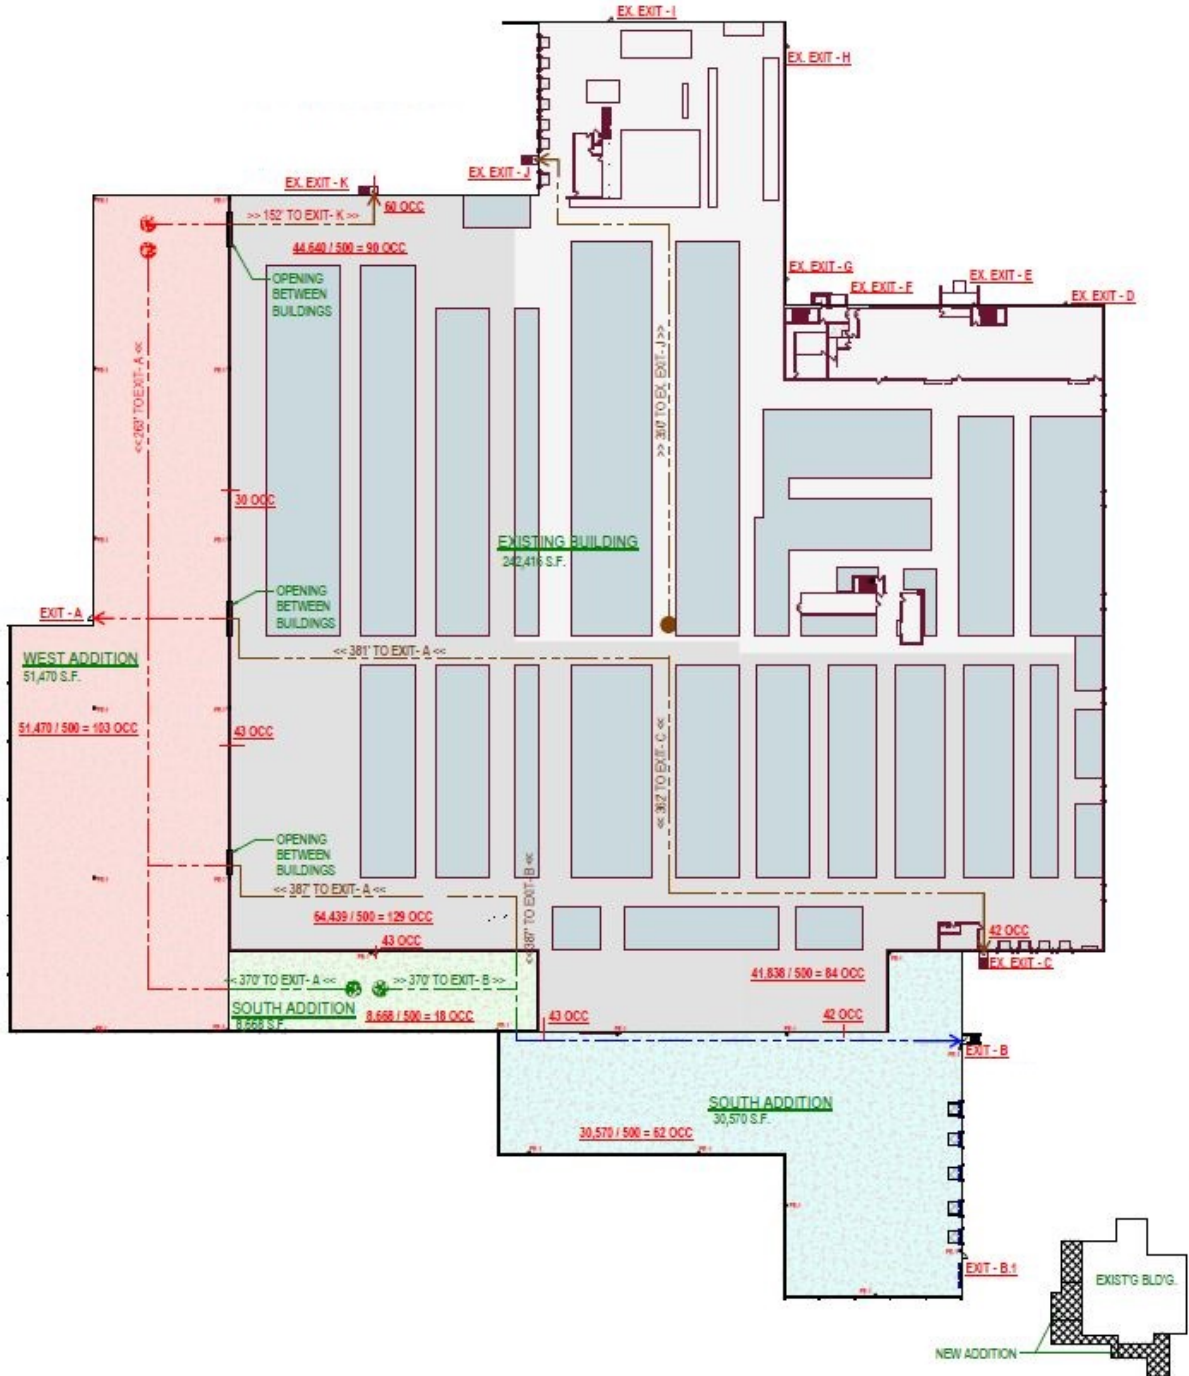 EX. EXIT - I
EX. EXIT - H
EX. EXIT - J
EX. EXIT - K
60 OCC
>> 152' TO EXIT- K >>
44,640 / 500 = 90 OCC
OPENING
BETWEEN
BUILDINGS
EX. EXIT - G
EX. EXIT - F
EX. EXIT - E
EX. EXIT - D
<< 263' TO EXIT- A <<
30 OCC
EXISTING BUILDING
242,416 S.F.
OPENING
BETWEEN
BUILDINGS
EXIT - A
<< 381' TO EXIT- A <<
WEST ADDITION
51,470 S.F.
51,470 / 500 = 103 OCC
43 OCC
<< 362' TO EXIT- C <<
OPENING
BETWEEN
BUILDINGS
<< 387' TO EXIT- A <<
<< 387' TO EXIT- B <<
64,439 / 500 = 129 OCC
43 OCC
42 OCC
EX. EXIT - C
41,838 / 500 = 84 OCC
<< 370' TO EXIT- A <<
>> 370' TO EXIT- B >>
SOUTH ADDITION
8,668 S.F.
8,668 / 500 = 18 OCC
43 OCC
42 OCC
EXIT - B
SOUTH ADDITION
30,570 S.F.
30,570 / 500 = 62 OCC
EXIT - B.1
EXIST'G BLD'G.
NEW ADDITION